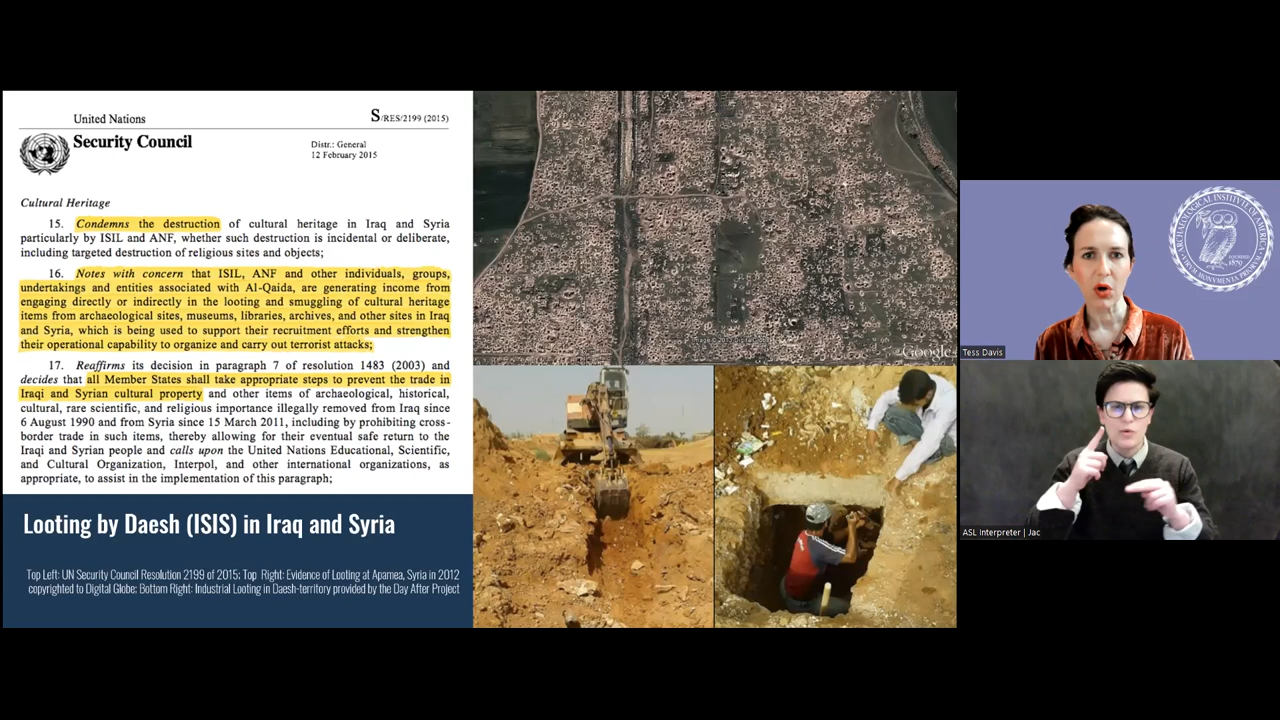 United Nations
S/RES/2199 (2015)
Security Council
Distr.: General
12 February 2015
Cultural Heritage
15. Condemns the destruction of cultural heritage in Iraq and Syria
particularly by ISIL and ANF, whether such destruction is incidental or deliberate,
including targeted destruction of religious sites and objects;
16. Notes with concern that ISIL, ANF and other individuals, groups,
undertakings and entities associated with Al-Qaida, are generating income from
engaging directly or indirectly in the looting and smuggling of cultural heritage
items from archaeological sites, museums, libraries, archives, and other sites in Iraq
and Syria, which is being used to support their recruitment efforts and strengthen
their operational capability to organize and carry out terrorist attacks;
17. Reaffirms its decision in paragraph 7 of resolution 1483 (2003) and
decides that all Member States shall take appropriate steps to prevent the trade in
Iraqi and Syrian cultural property and other items of archaeological, historical,
cultural, rare scientific, and religious importance illegally removed from Iraq since
6 August 1990 and from Syria since 15 March 2011, including by prohibiting cross-
border trade in such items, thereby allowing for their eventual safe return to the
Iraqi and Syrian people and calls upon the United Nations Educational, Scientific,
and Cultural Organization, Interpol, and other international organizations, as
appropriate, to assist in the implementation of this paragraph;
Looting by Daesh (ISIS) in Iraq and Syria
Top Left: UN Security Council Resolution 2199 of 2015; Top Right: Evidence of Looting at Apamea, Syria in 2012
copyrighted to Digital Globe; Bottom Right: Industrial Looting in Daesh-territory provided by the Day After Project
Google
ARCHAEOLOGICAL INSTITUTE OF AMERICA
FOUNDED
1879
Tess Davis
ASL Interpreter | Jac